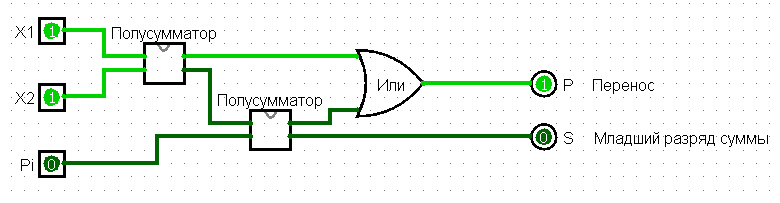 X1 1
Полусумматор
X2 1
Или
1 P Перенос
Полусумматор
0 S Младший разряд суммы
Pi 0